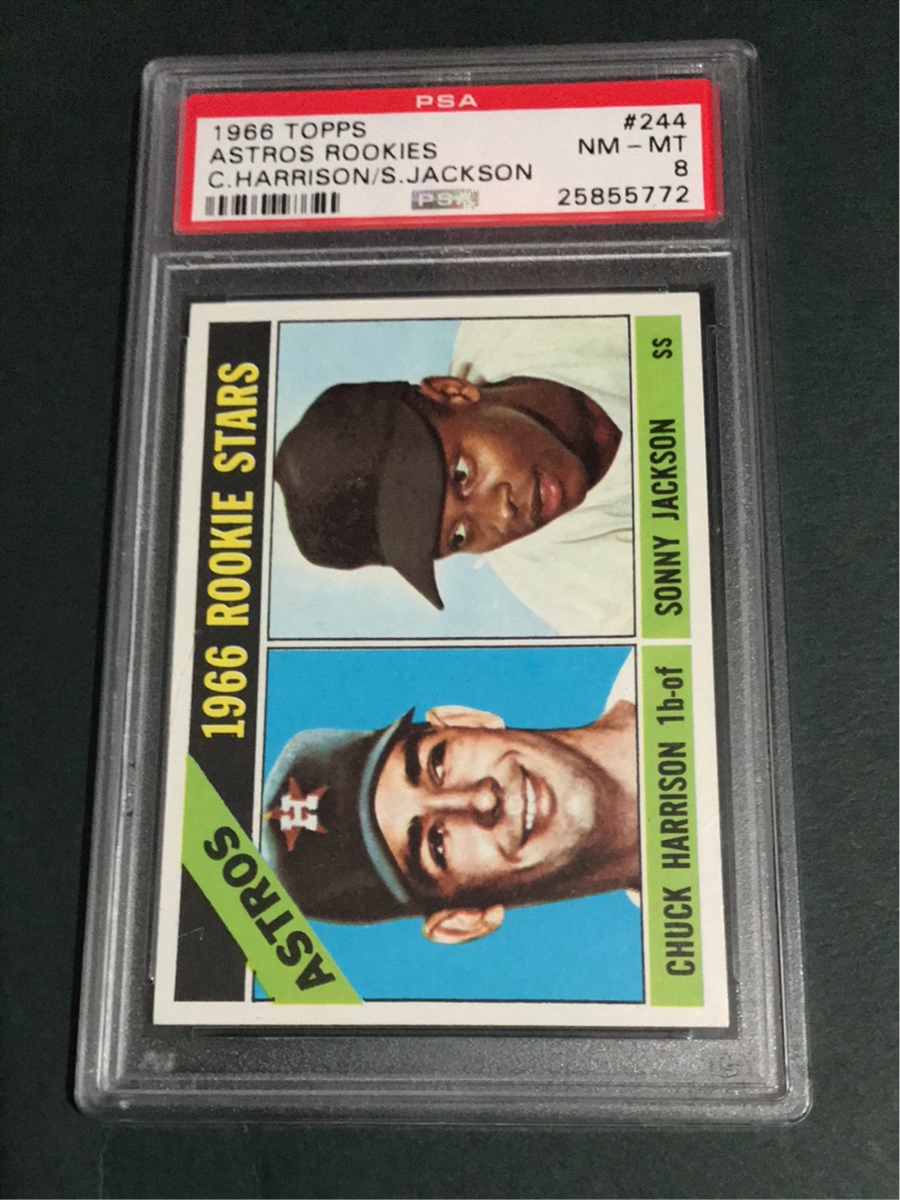 PSA
1966 TOPPS #244
ASTROS ROOKIES NM - MT
C.HARRISON/S.JACKSON 8
PSA 25855772
1966 ROOKIE STARS
ASTROS
H
CHUCK HARRISON 1b-of
SONNY JACKSON SS